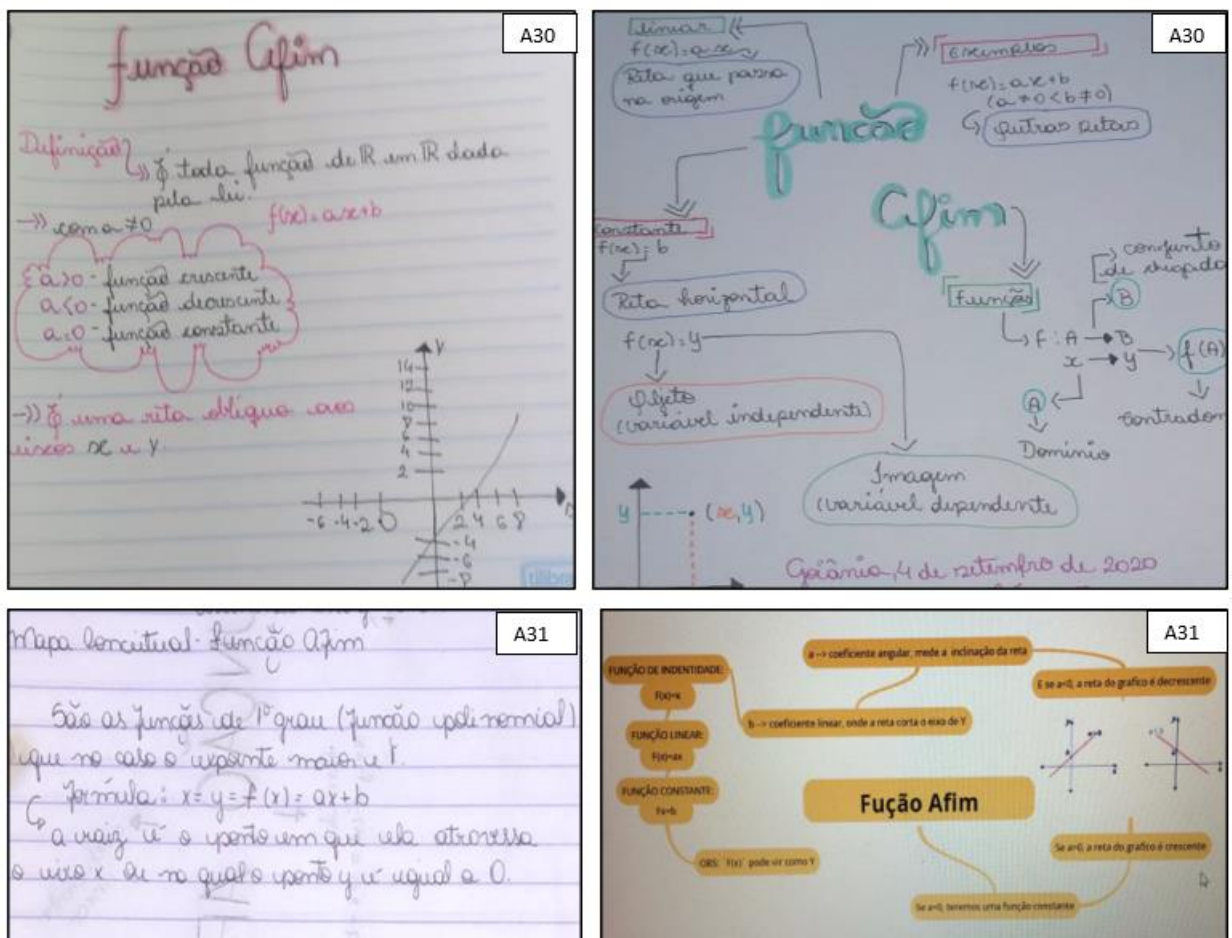 A30
função Afim
Definição
É toda função de R em R dada
pela lei.
f(x)=ax+b
com a≠0
a>0 - função crescente
a<0 - função decrescente
a=0 - função constante
É uma reta oblíqua aos
eixos x e y
y
14
12
10
8
6
4
2
-6 -4 -2 0 2 4 6 8
-4
-6
-8
tilibra
A30
linear
f(x)=ax
Reta que passa
na origem
exemplos
f(x)=ax+b
(a≠0<b≠0)
outras retas
função
Afim
constante
f(x)=b
Reta horizontal
f(x)=y
Objeto
(variável independente)
Imagem
(variável dependente
função
conjunto
de chegada
B
f: A → B
x → y
f(A)
contradom
A
Domínio
y
(x,y)
Goiânia, 4 de setembro de 2020
A31
Mapa Conceitual - função Afim
São as funções de 1º grau (função polinomial)
que no caso o expoente maior é 1.
fórmula: x= y= f(x)= ax+b
a raiz é o ponto em que ela atravessa
o eixo x ou no qual o ponto y é igual a 0.
A31
FUNÇÃO DE INDENTIDADE:
F(x)=x
FUNÇÃO LINEAR:
F(x)=ax
FUNÇÃO CONSTANTE:
Fx=b
OBS: ´F(x)´ pode vir como Y
a --> coeficiente angular, mede a inclinação da reta
b --> coeficiente linear, onde a reta corta o eixo de Y
E se a<0, a reta do grafico é decrescente
Fução Afim
Se a>0, a reta do grafico é crescente
Se a=0, teremos uma função constante